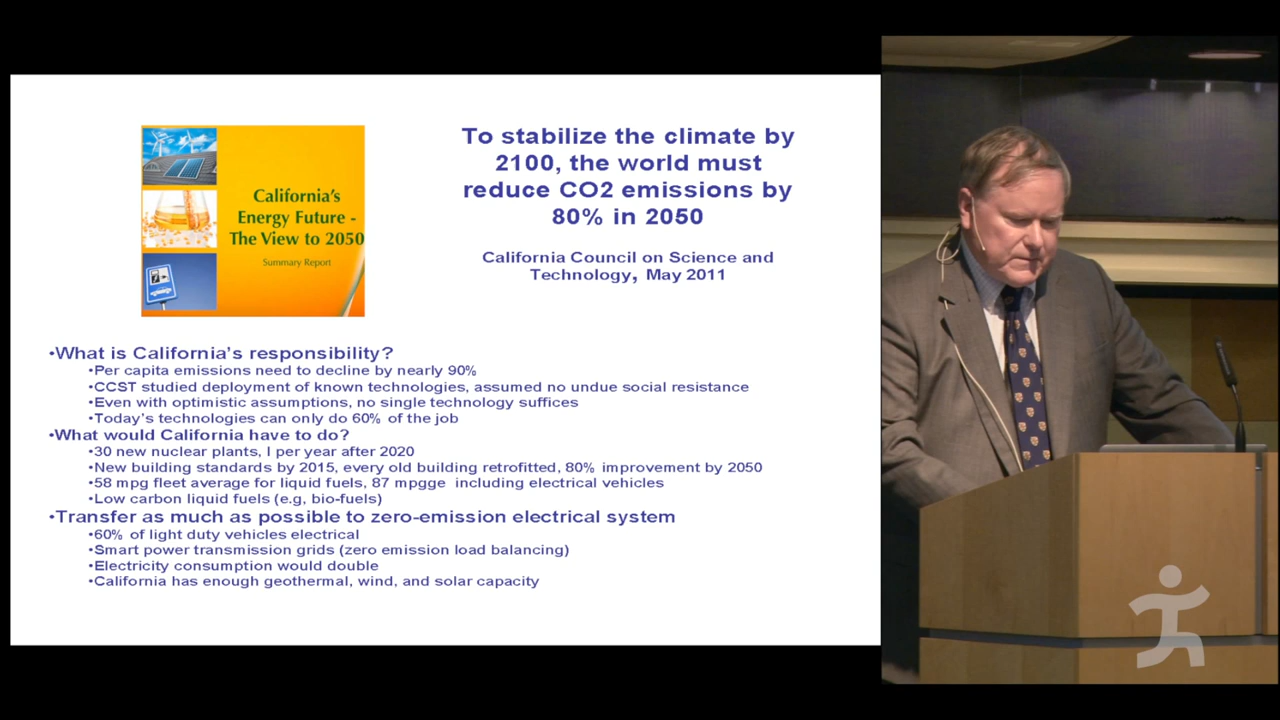 California's
Energy Future -
The View to 2050
Summary Report
To stabilize the climate by
2100, the world must
reduce CO2 emissions by
80% in 2050
California Council on Science and
Technology, May 2011
•What is California's responsibility?
•Per capita emissions need to decline by nearly 90%
•CCST studied deployment of known technologies, assumed no undue social resistance
•Even with optimistic assumptions, no single technology suffices
•Today's technologies can only do 60% of the job
•What would California have to do?
•30 new nuclear plants, I per year after 2020
•New building standards by 2015, every old building retrofitted, 80% improvement by 2050
•58 mpg fleet average for liquid fuels, 87 mpgge including electrical vehicles
•Low carbon liquid fuels (e.g, bio-fuels)
•Transfer as much as possible to zero-emission electrical system
•60% of light duty vehicles electrical
•Smart power transmission grids (zero emission load balancing)
•Electricity consumption would double
•California has enough geothermal, wind, and solar capacity